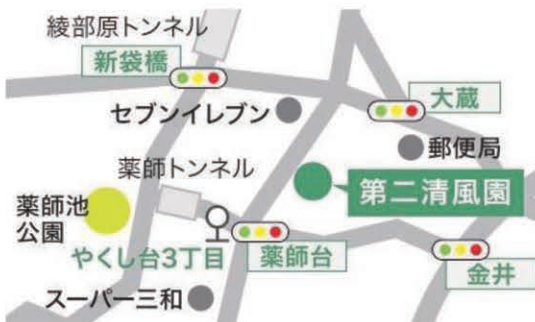 綾部原トンネル
新袋橋
大蔵
セブンイレブン
郵便局
薬師トンネル
第二清風園
薬師池
公園
やくし台3丁目
薬師台
金井
スーパー三和